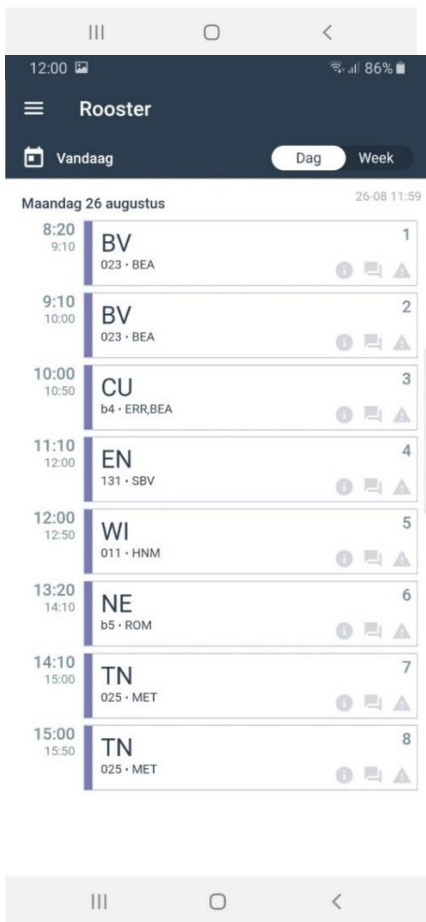 12:00 86%
Rooster
Vandaag Dag Week
Maandag 26 augustus 26-08 11:59
8:20 BV 1
9:10 023 • BEA
9:10 BV 2
10:00 023 • BEA
10:00 CU 3
10:50 b4 • ERR,BEA
11:10 EN 4
12:00 131 • SBV
12:00 WI 5
12:50 011 • HNM
13:20 NE 6
14:10 b5 • ROM
14:10 TN 7
15:00 025 • MET
15:00 TN 8
15:50 025 • MET